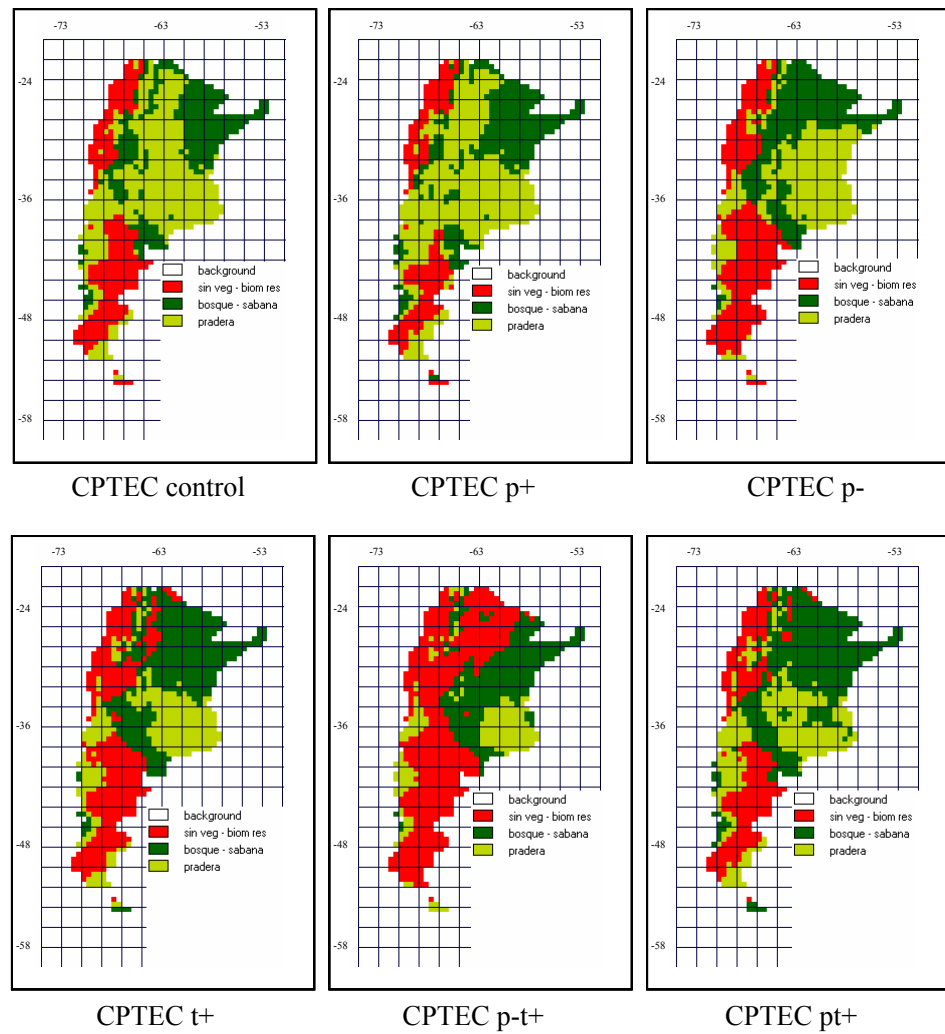 -73 -63 -53
-24
-36
-48
-58
background
sin veg - biom res
bosque - sabana
pradera
CPTEC control
-73 -63 -53
-24
-36
-48
-58
background
sin veg - biom res
bosque - sabana
pradera
CPTEC p+
-73 -63 -53
-24
-36
-48
-58
background
sin veg - biom res
bosque - sabana
pradera
CPTEC p-
-73 -63 -53
-24
-36
-48
-58
background
sin veg - biom res
bosque - sabana
pradera
CPTEC t+
-73 -63 -53
-24
-36
-48
-58
background
sin veg - biom res
bosque - sabana
pradera
CPTEC p-t+
-73 -63 -53
-24
-36
-48
-58
background
sin veg - biom res
bosque - sabana
pradera
CPTEC pt+